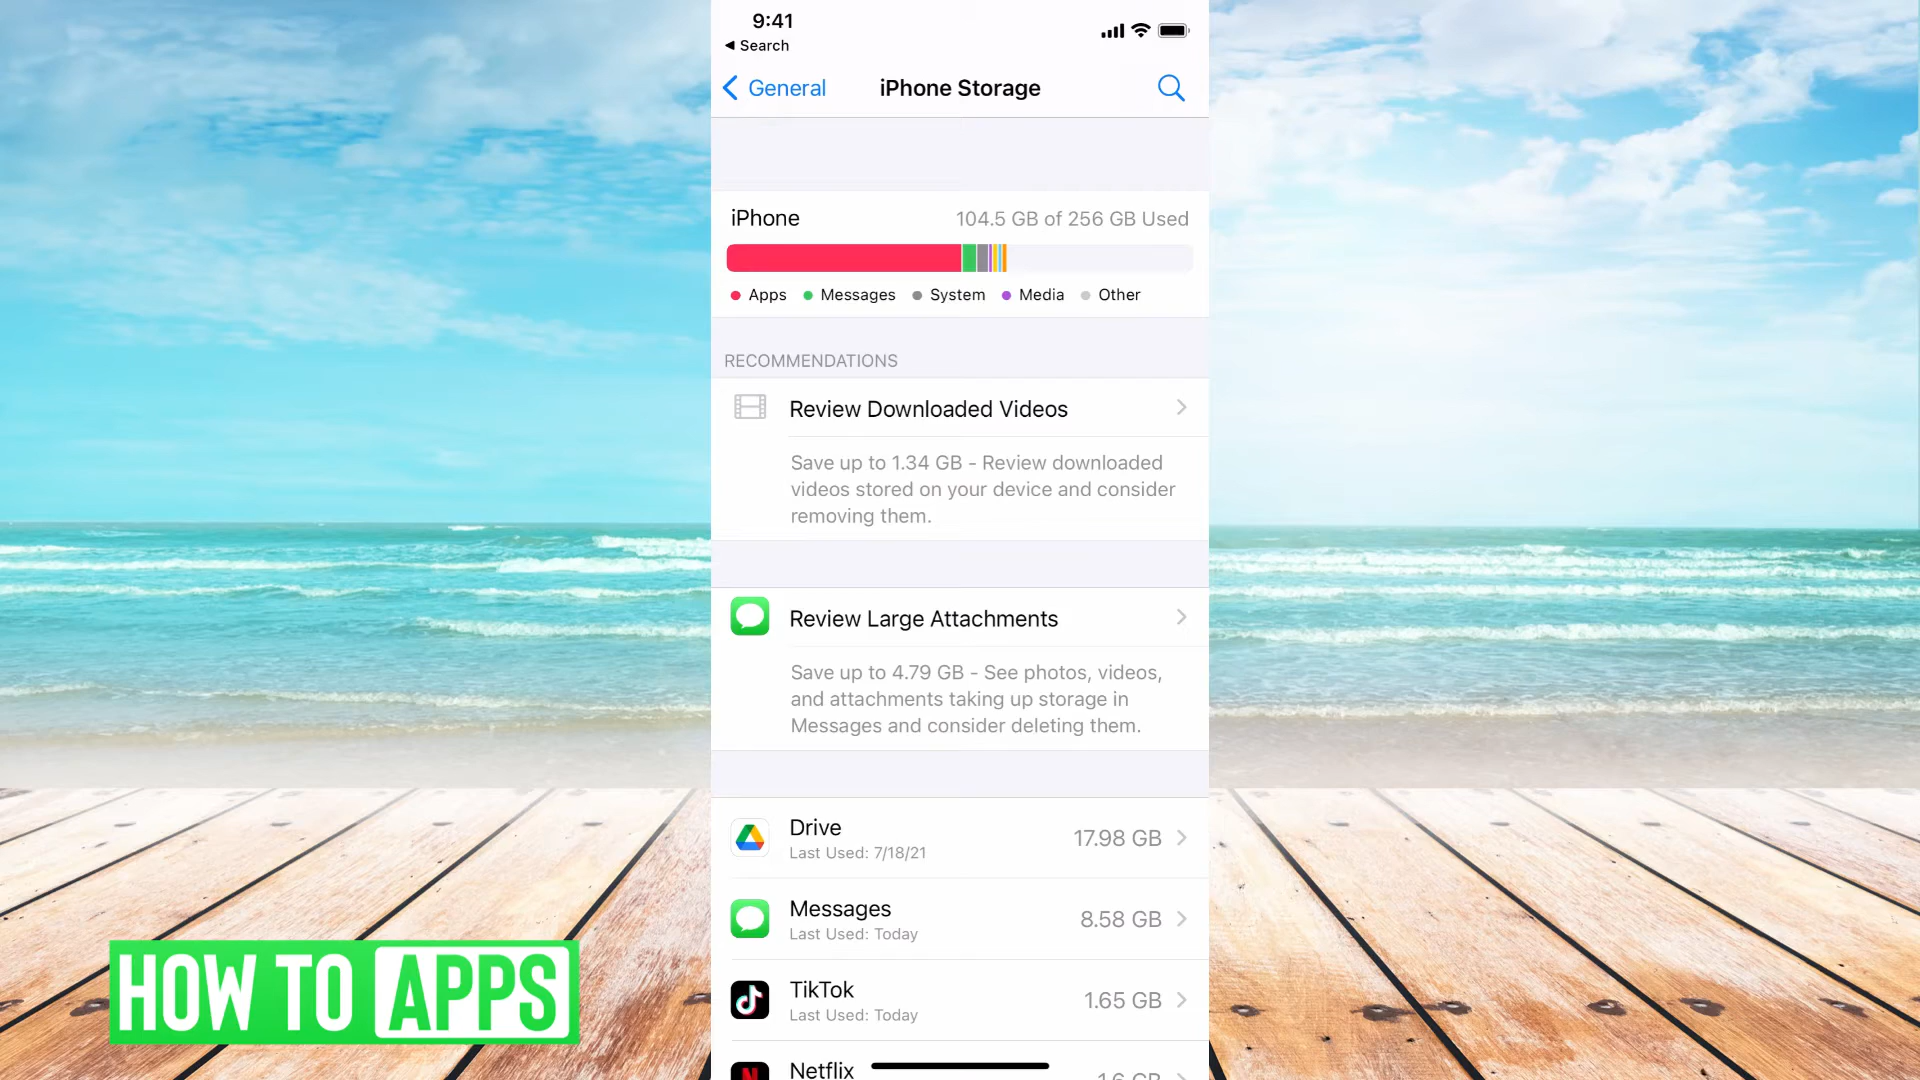 9:41
◀ Search
General
iPhone Storage
iPhone
104.5 GB of 256 GB Used
Apps
Messages
System
Media
Other
RECOMMENDATIONS
Review Downloaded Videos
Save up to 1.34 GB - Review downloaded
videos stored on your device and consider
removing them.
Review Large Attachments
Save up to 4.79 GB - See photos, videos,
and attachments taking up storage in
Messages and consider deleting them.
Drive
17.98 GB
Last Used: 7/18/21
Messages
8.58 GB
Last Used: Today
TikTok
1.65 GB
Last Used: Today
Netflix
1.6 GB
HOW TO APPS